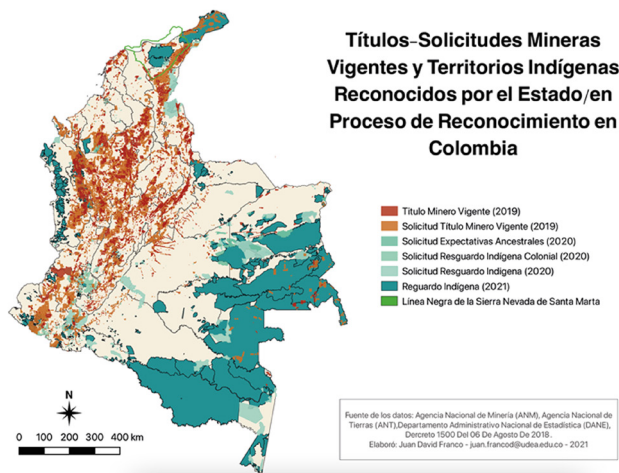 Títulos-Solicitudes Mineras
Vigentes y Territorios Indígenas
Reconocidos por el Estado/en
Proceso de Reconocimiento en
Colombia
Título Minero Vigente (2019)
Solicitud Título Minero Vigente (2019)
Solicitud Expectativas Ancestrales (2020)
Solicitud Resguardo Indígena Colonial (2020)
Solicitud Resguardo Indígena (2020)
Reguardo Indígena (2021)
Línea Negra de la Sierra Nevada de Santa Marta
N
0 100 200 300 400 km
Fuente de los datos: Agencia Nacional de Minería (ANM), Agencia Nacional de
Tierras (ANT),Departamento Administrativo Nacional de Estadística (DANE),
Dercreto 1500 Del 06 De Agosto De 2018.
Elaboró: Juan David Franco - juan.francod@udea.edu.co - 2021